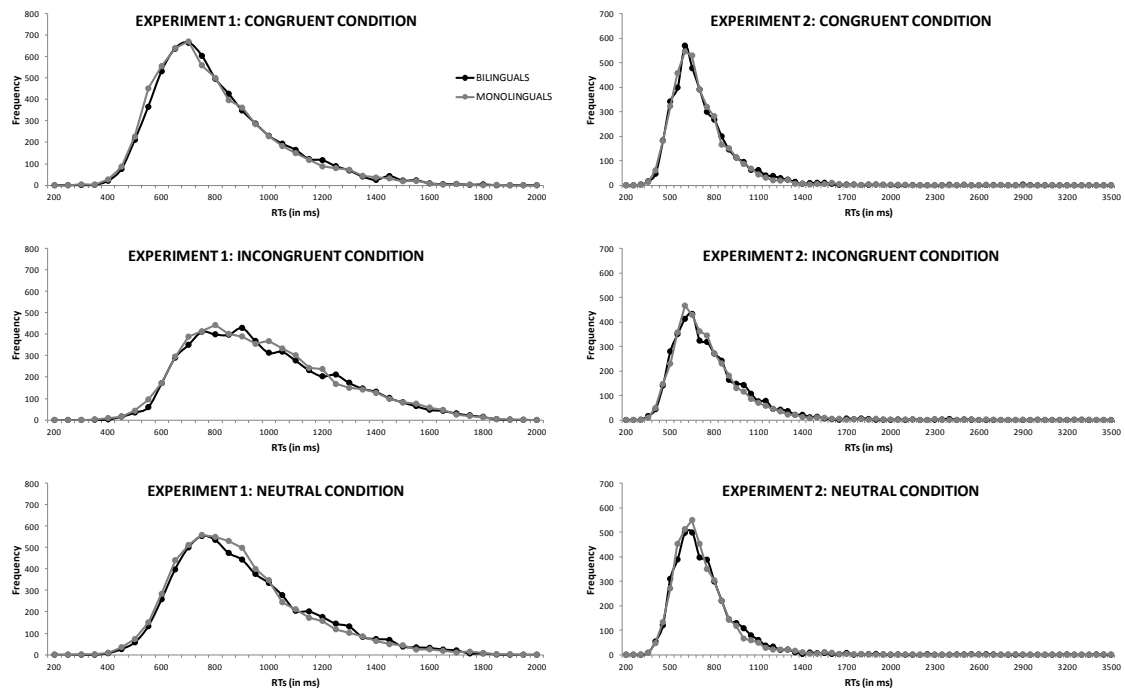 EXPERIMENT 1: CONGRUENT CONDITION
800
700
600
500
400
300
200
100
0
Frequency
BILINGUALS
MONOLINGUALS
200 400 600 800 1000 1200 1400 1600 1800 2000
RTs (in ms)
EXPERIMENT 2: CONGRUENT CONDITION
700
600
500
400
300
200
100
0
Frequency
200 500 800 1100 1400 1700 2000 2300 2600 2900 3200 3500
RTs (in ms)
EXPERIMENT 1: INCONGRUENT CONDITION
800
700
600
500
400
300
200
100
0
Frequency
200 400 600 800 1000 1200 1400 1600 1800 2000
RTs (in ms)
EXPERIMENT 2: INCONGRUENT CONDITION
700
600
500
400
300
200
100
0
Frequency
200 500 800 1100 1400 1700 2000 2300 2600 2900 3200 3500
RTs (in ms)
EXPERIMENT 1: NEUTRAL CONDITION
800
700
600
500
400
300
200
100
0
Frequency
200 400 600 800 1000 1200 1400 1600 1800 2000
RTs (in ms)
EXPERIMENT 2: NEUTRAL CONDITION
700
600
500
400
300
200
100
0
Frequency
200 500 800 1100 1400 1700 2000 2300 2600 2900 3200 3500
RTs (in ms)